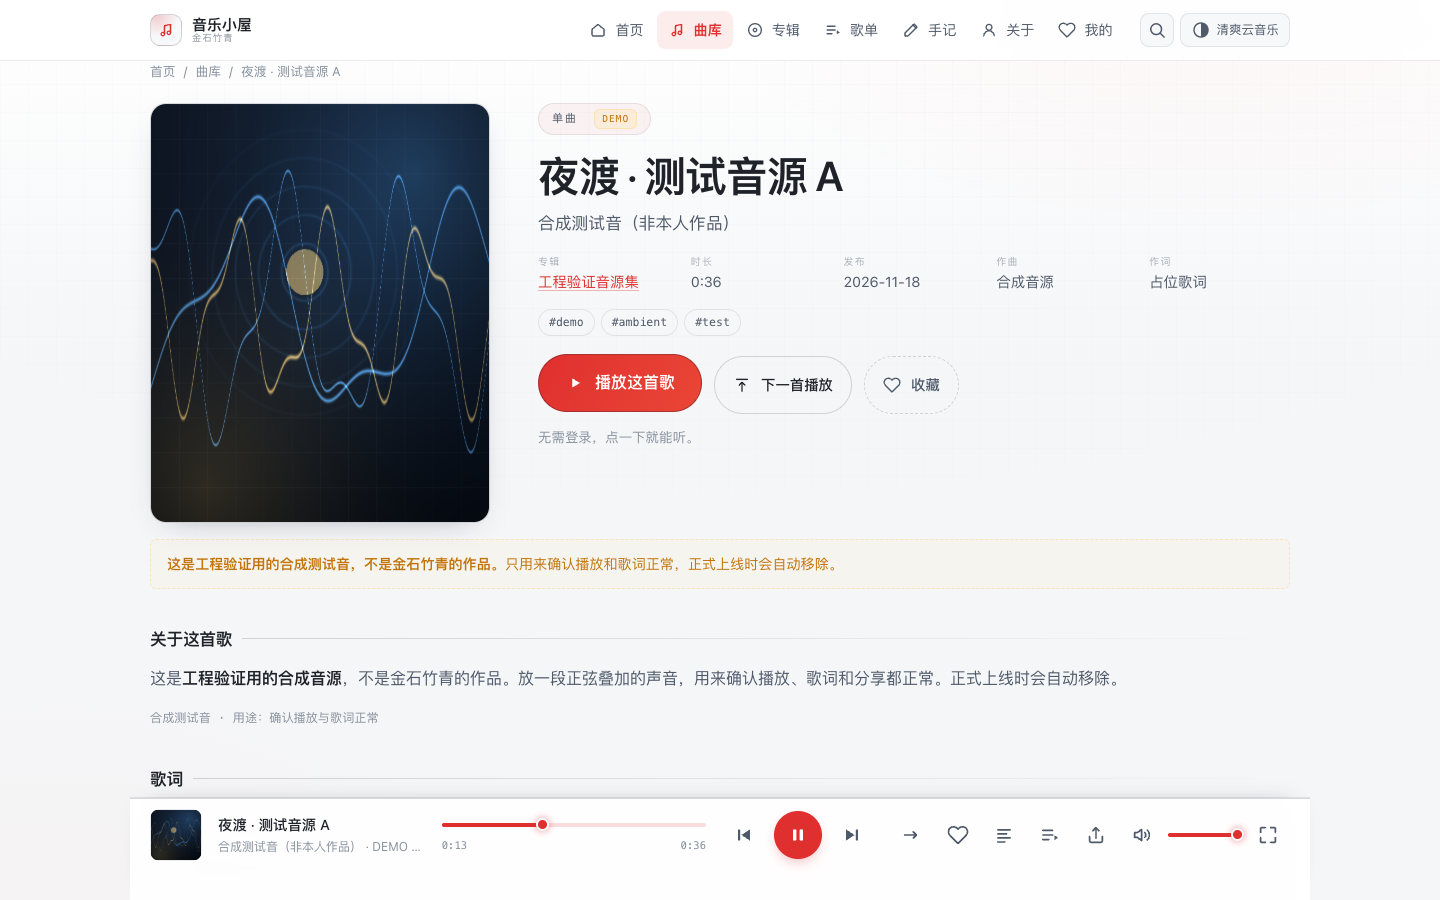 音乐小屋
金石竹青
首页
曲库
专辑
歌单
手记
关于
我的
清爽云音乐
首页 / 曲库 / 夜渡 · 测试音源 A
单曲 DEMO
夜渡 · 测试音源 A
合成测试音（非本人作品）
专辑 时长 发布 作曲 作词
工程验证音源集 0:36 2026-11-18 合成音源 占位歌词
#demo #ambient #test
播放这首歌 下一首播放 收藏
无需登录，点一下就能听。
这是工程验证用的合成测试音，不是金石竹青的作品。只用来确认播放和歌词正常，正式上线时会自动移除。
关于这首歌
这是工程验证用的合成音源，不是金石竹青的作品。放一段正弦叠加的声音，用来确认播放、歌词和分享都正常。正式上线时会自动移除。
合成测试音 · 用途：确认播放与歌词正常
歌词
夜渡 · 测试音源 A
合成测试音（非本人作品） · DEMO ...
0:13 0:36